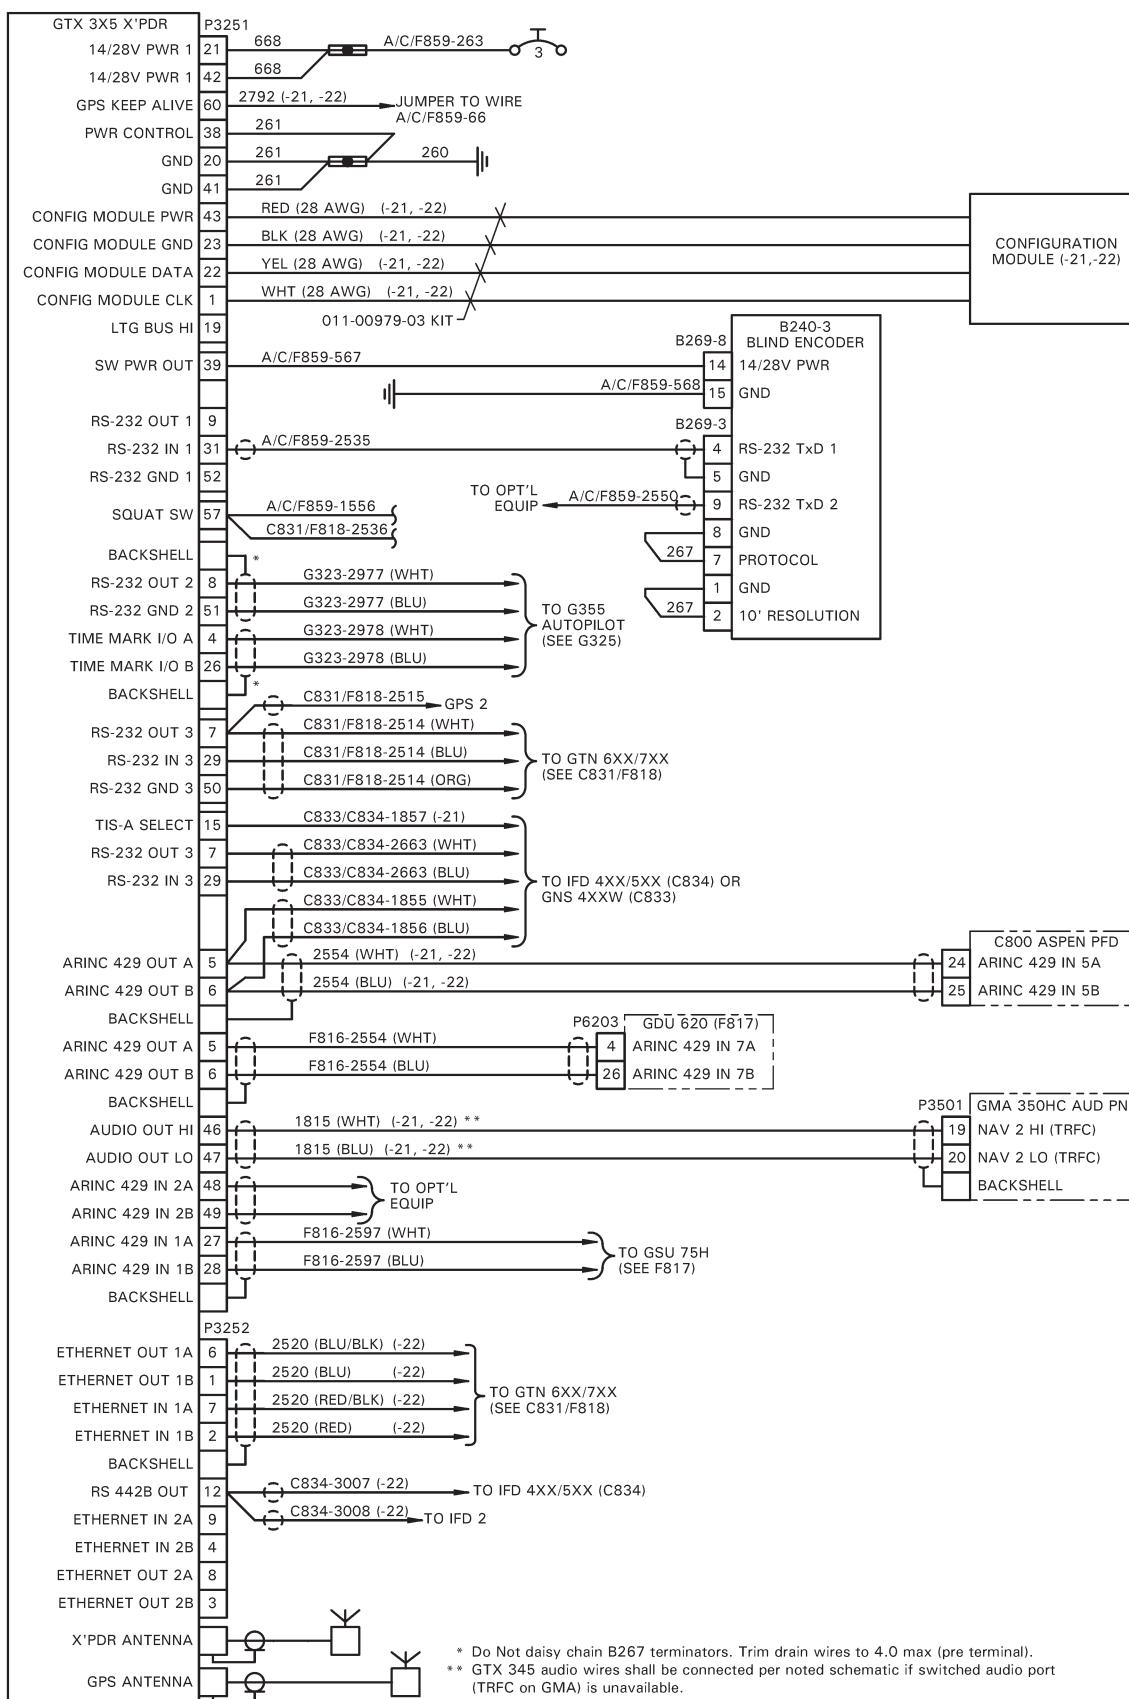 GTX 3X5 X'PDR P3251
14/28V PWR 1 21 668 A/C/F859-263 3
14/28V PWR 1 42 668
GPS KEEP ALIVE 60 2792 (-21, -22) JUMPER TO WIRE
A/C/F859-66
PWR CONTROL 38 261
GND 20 261 260
GND 41 261
CONFIG MODULE PWR 43 RED (28 AWG) (-21, -22)
CONFIG MODULE GND 23 BLK (28 AWG) (-21, -22)
CONFIG MODULE DATA 22 YEL (28 AWG) (-21, -22)
CONFIG MODULE CLK 1 WHT (28 AWG) (-21, -22)
CONFIGURATION
MODULE (-21,-22)
011-00979-03 KIT
LTG BUS HI 19
B240-3
BLIND ENCODER
B269-8
SW PWR OUT 39 A/C/F859-567 14 14/28V PWR
A/C/F859-568 15 GND
RS-232 OUT 1 9
B269-3
RS-232 IN 1 31 A/C/F859-2535 4 RS-232 TxD 1
RS-232 GND 1 52 5 GND
TO OPT'L
EQUIP A/C/F859-2550 9 RS-232 TxD 2
SQUAT SW 57 A/C/F859-1556
C831/F818-2536
8 GND
267 7 PROTOCOL
1 GND
267 2 10' RESOLUTION
BACKSHELL *
RS-232 OUT 2 8 G323-2977 (WHT)
RS-232 GND 2 51 G323-2977 (BLU)
TIME MARK I/O A 4 G323-2978 (WHT)
TIME MARK I/O B 26 G323-2978 (BLU)
TO G355
AUTOPILOT
(SEE G325)
BACKSHELL *
C831/F818-2515 GPS 2
RS-232 OUT 3 7 C831/F818-2514 (WHT)
RS-232 IN 3 29 C831/F818-2514 (BLU)
RS-232 GND 3 50 C831/F818-2514 (ORG)
TO GTN 6XX/7XX
(SEE C831/F818)
TIS-A SELECT 15 C833/C834-1857 (-21)
RS-232 OUT 3 7 C833/C834-2663 (WHT)
RS-232 IN 3 29 C833/C834-2663 (BLU)
C833/C834-1855 (WHT)
C833/C834-1856 (BLU)
TO IFD 4XX/5XX (C834) OR
GNS 4XXW (C833)
C800 ASPEN PFD
ARINC 429 OUT A 5 2554 (WHT) (-21, -22) 24 ARINC 429 IN 5A
ARINC 429 OUT B 6 2554 (BLU) (-21, -22) 25 ARINC 429 IN 5B
BACKSHELL
P6203 GDU 620 (F817)
ARINC 429 OUT A 5 F816-2554 (WHT) 4 ARINC 429 IN 7A
ARINC 429 OUT B 6 F816-2554 (BLU) 26 ARINC 429 IN 7B
BACKSHELL
P3501 GMA 350HC AUD PN
AUDIO OUT HI 46 1815 (WHT) (-21, -22) ** 19 NAV 2 HI (TRFC)
AUDIO OUT LO 47 1815 (BLU) (-21, -22) ** 20 NAV 2 LO (TRFC)
BACKSHELL
ARINC 429 IN 2A 48
ARINC 429 IN 2B 49
TO OPT'L
EQUIP
ARINC 429 IN 1A 27 F816-2597 (WHT)
ARINC 429 IN 1B 28 F816-2597 (BLU)
TO GSU 75H
(SEE F817)
BACKSHELL
P3252
ETHERNET OUT 1A 6 2520 (BLU/BLK) (-22)
ETHERNET OUT 1B 1 2520 (BLU) (-22)
ETHERNET IN 1A 7 2520 (RED/BLK) (-22)
ETHERNET IN 1B 2 2520 (RED) (-22)
TO GTN 6XX/7XX
(SEE C831/F818)
BACKSHELL
RS 442B OUT 12 C834-3007 (-22) TO IFD 4XX/5XX (C834)
ETHERNET IN 2A 9 C834-3008 (-22) TO IFD 2
ETHERNET IN 2B 4
ETHERNET OUT 2A 8
ETHERNET OUT 2B 3
X'PDR ANTENNA
GPS ANTENNA
* Do Not daisy chain B267 terminators. Trim drain wires to 4.0 max (pre terminal).
** GTX 345 audio wires shall be connected per noted schematic if switched audio port
(TRFC on GMA) is unavailable.